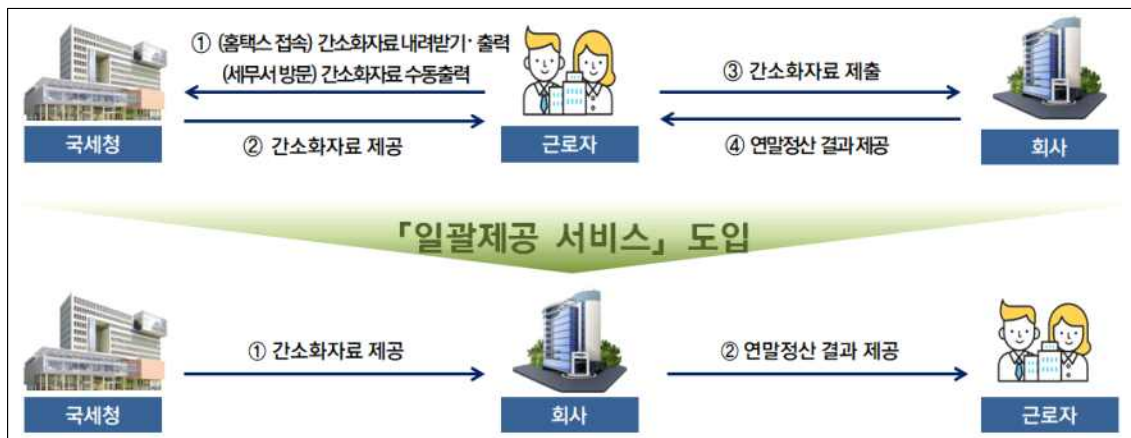 ① (홈택스 접속) 간소화자료 내려받기· 출력
(세무서 방문) 간소화자료 수동출력
③ 간소화자료 제출
② 간소화자료 제공
④ 연말정산 결과 제공
국세청
근로자
회사
「일괄제공 서비스」 도입
① 간소화자료 제공
② 연말정산 결과 제공
국세청
회사
근로자